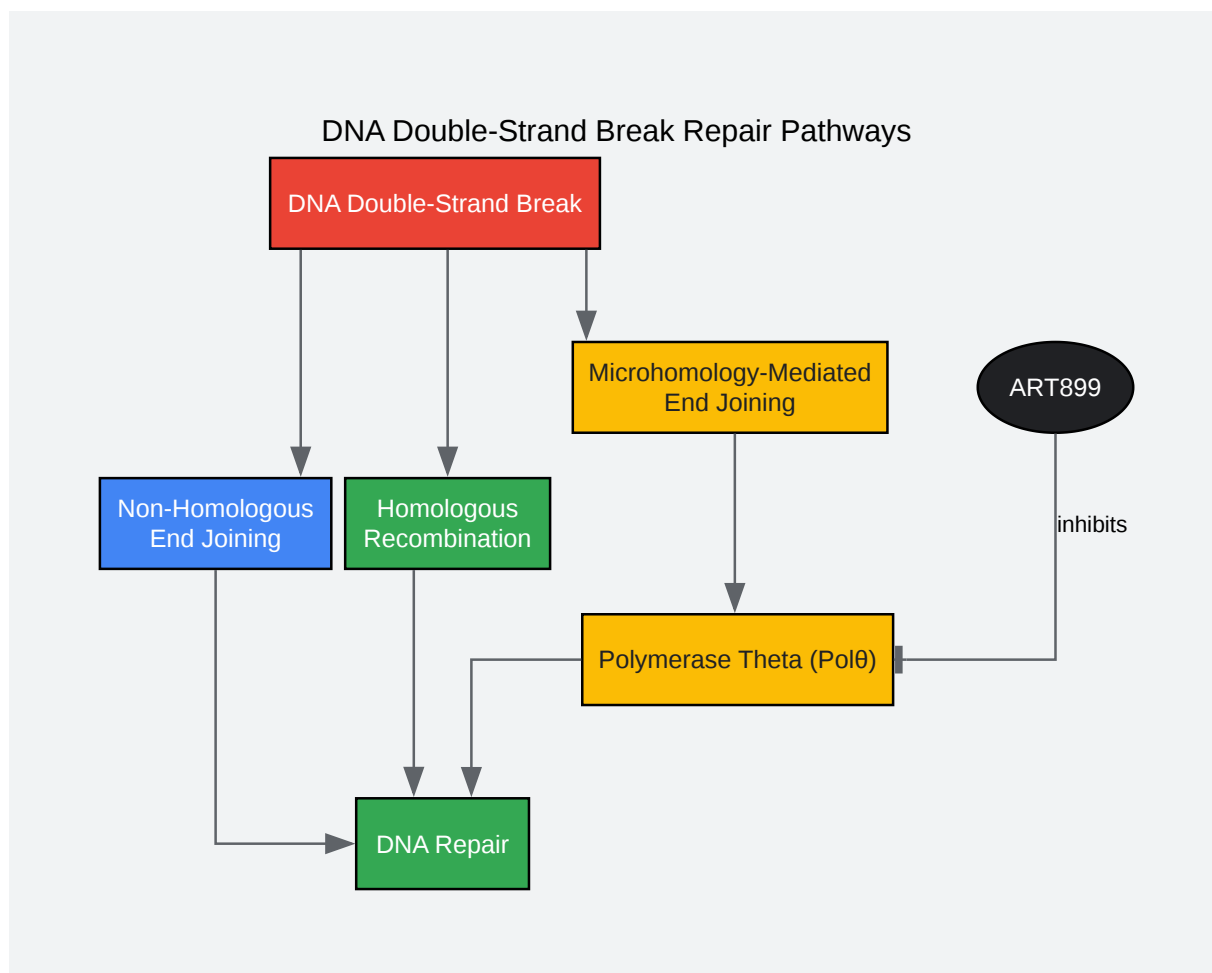 DNA Double-Strand Break Repair Pathways
DNA Double-Strand Break
Microhomology-Mediated
End Joining
ART899
Non-Homologous
End Joining
Homologous
Recombination
inhibits
Polymerase Theta (Polθ)
DNA Repair